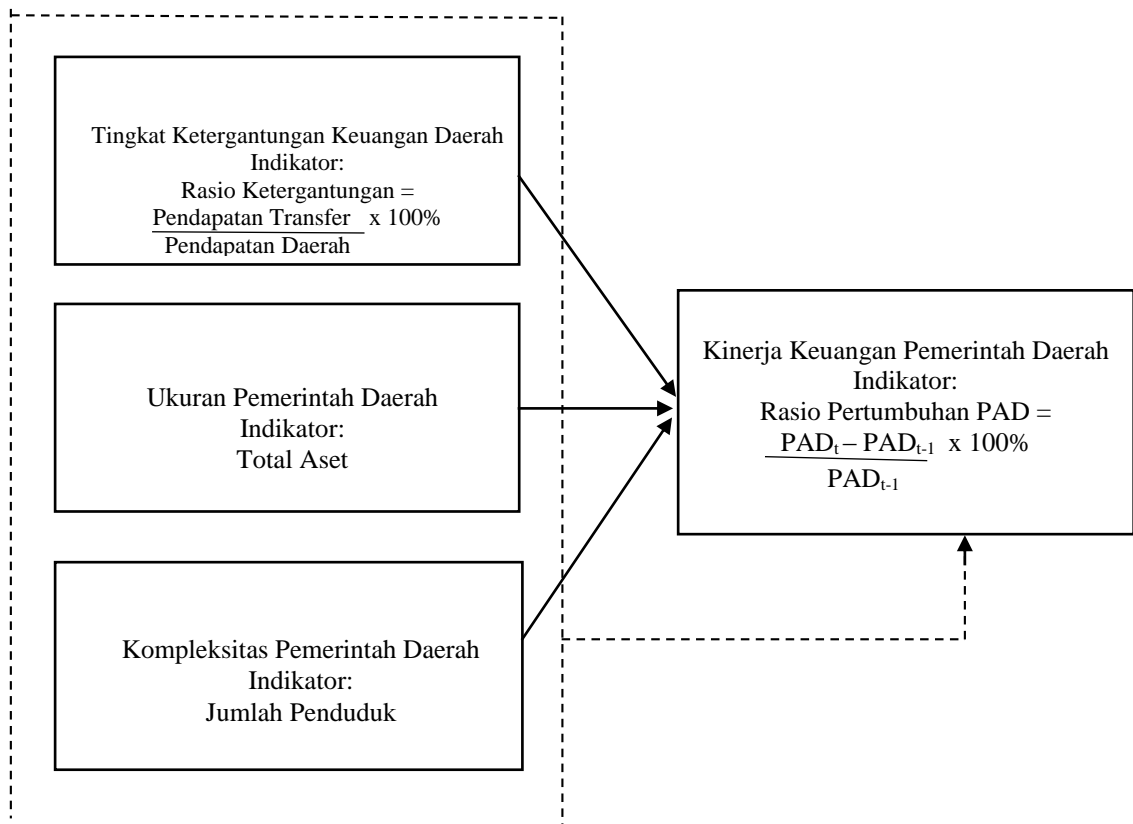 Tingkat Ketergantungan Keuangan Daerah
Indikator:
Rasio Ketergantungan =
Pendapatan Transfer x 100%
Pendapatan Daerah
Ukuran Pemerintah Daerah
Indikator:
Total Aset
Kompleksitas Pemerintah Daerah
Indikator:
Jumlah Penduduk
Kinerja Keuangan Pemerintah Daerah
Indikator:
Rasio Pertumbuhan PAD =
PADt – PADt-1 x 100%
PADt-1